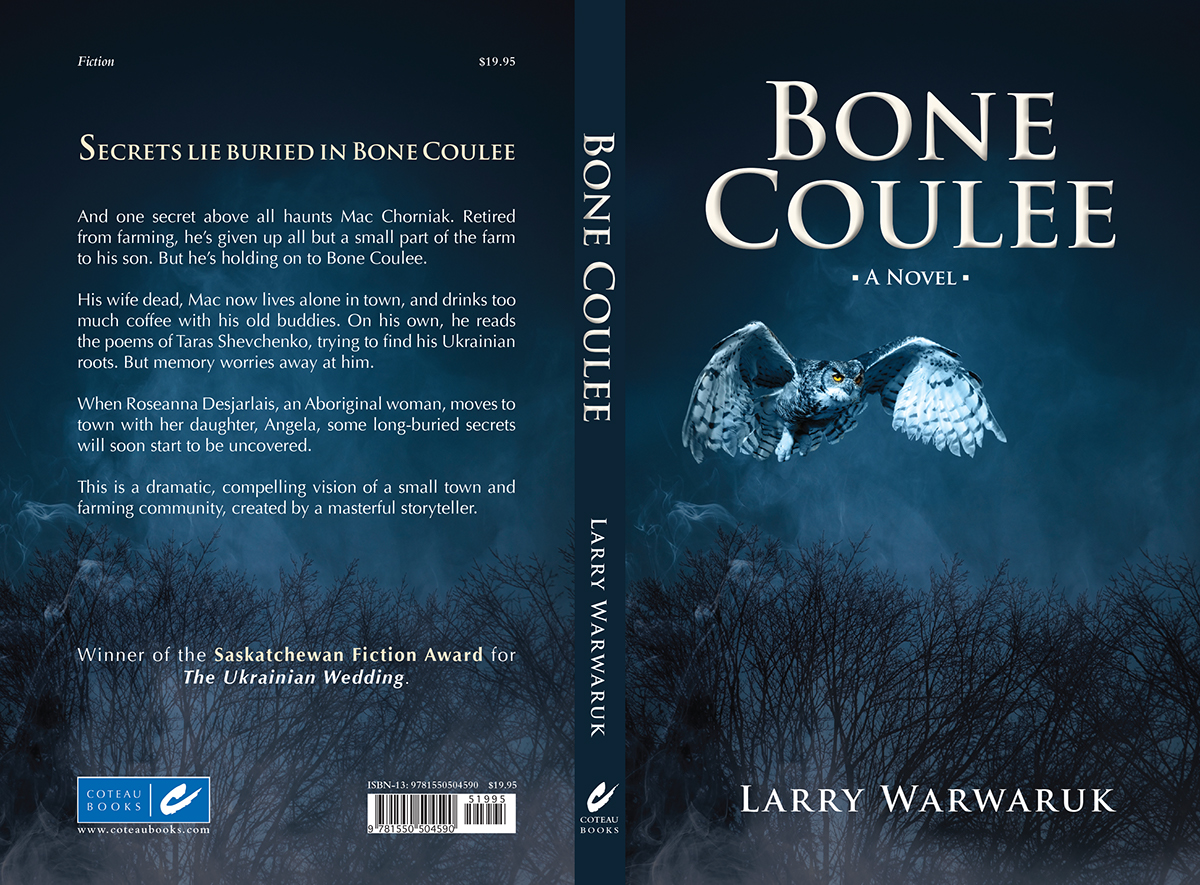 Fiction
$19.95
SECRETS LIE BURIED IN BONE COULEE
And one secret above all haunts Mac Chorniak. Retired
from farming, he’s given up all but a small part of the farm
to his son. But he’s holding on to Bone Coulee.
His wife dead, Mac now lives alone in town, and drinks too
much coffee with his old buddies. On his own, he reads
the poems of Taras Shevchenko, trying to find his Ukrainian
roots. But memory worries away at him.
When Roseanna Desjarlais, an Aboriginal woman, moves to
town with her daughter, Angela, some long-buried secrets
will soon start to be uncovered.
This is a dramatic, compelling vision of a small town and
farming community, created by a masterful storyteller.
Winner of the Saskatchewan Fiction Award for
The Ukrainian Wedding.
COTEAU
BOOKS
www.coteaubooks.com
ISBN-13: 9781550504590 $19.95
51995
9 781550 504590
BONE COULEE
LARRY WARWARUK
COTEAU
BOOKS
BONE
COULEE
▪ A NOVEL ▪
LARRY WARWARUK